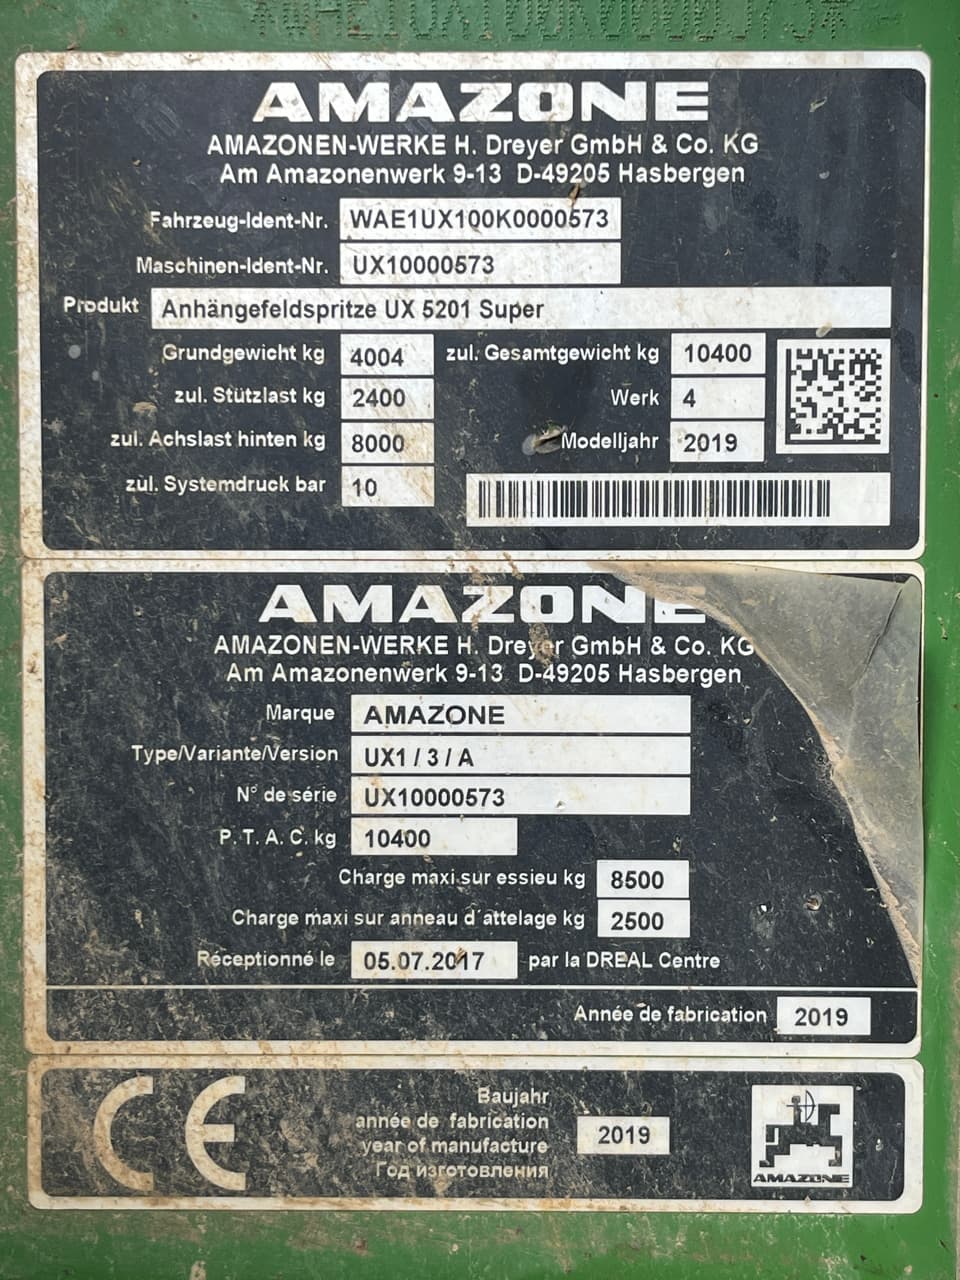 AMAZONE
AMAZONEN-WERKE H. Dreyer GmbH & Co. KG
Am Amazonenwerk 9-13 D-49205 Hasbergen
Fahrzeug-Ident-Nr. WAE1UX100K0000573
Maschinen-Ident-Nr. UX10000573
Produkt Anhängefeldspritze UX 5201 Super
Grundgewicht kg 4004 zul. Gesamtgewicht kg 10400
zul. Stützlast kg 2400 Werk 4
zul. Achslast hinten kg 8000 Modelljahr 2019
zul. Systemdruck bar 10
AMAZONE
AMAZONEN-WERKE H. Dreyer GmbH & Co. KG
Am Amazonenwerk 9-13 D-49205 Hasbergen
Marque AMAZONE
Type/Variante/Version UX1 / 3 / A
N° de série UX10000573
P. T. A. C. kg 10400
Charge maxi sur essieu kg 8500
Charge maxi sur anneau d´attelage kg 2500
Réceptionné le 05.07.2017 par la DREAL Centre
Année de fabrication 2019
CE
Baujahr
année de fabrication
year of manufacture 2019
Год изготовления
AMAZONE